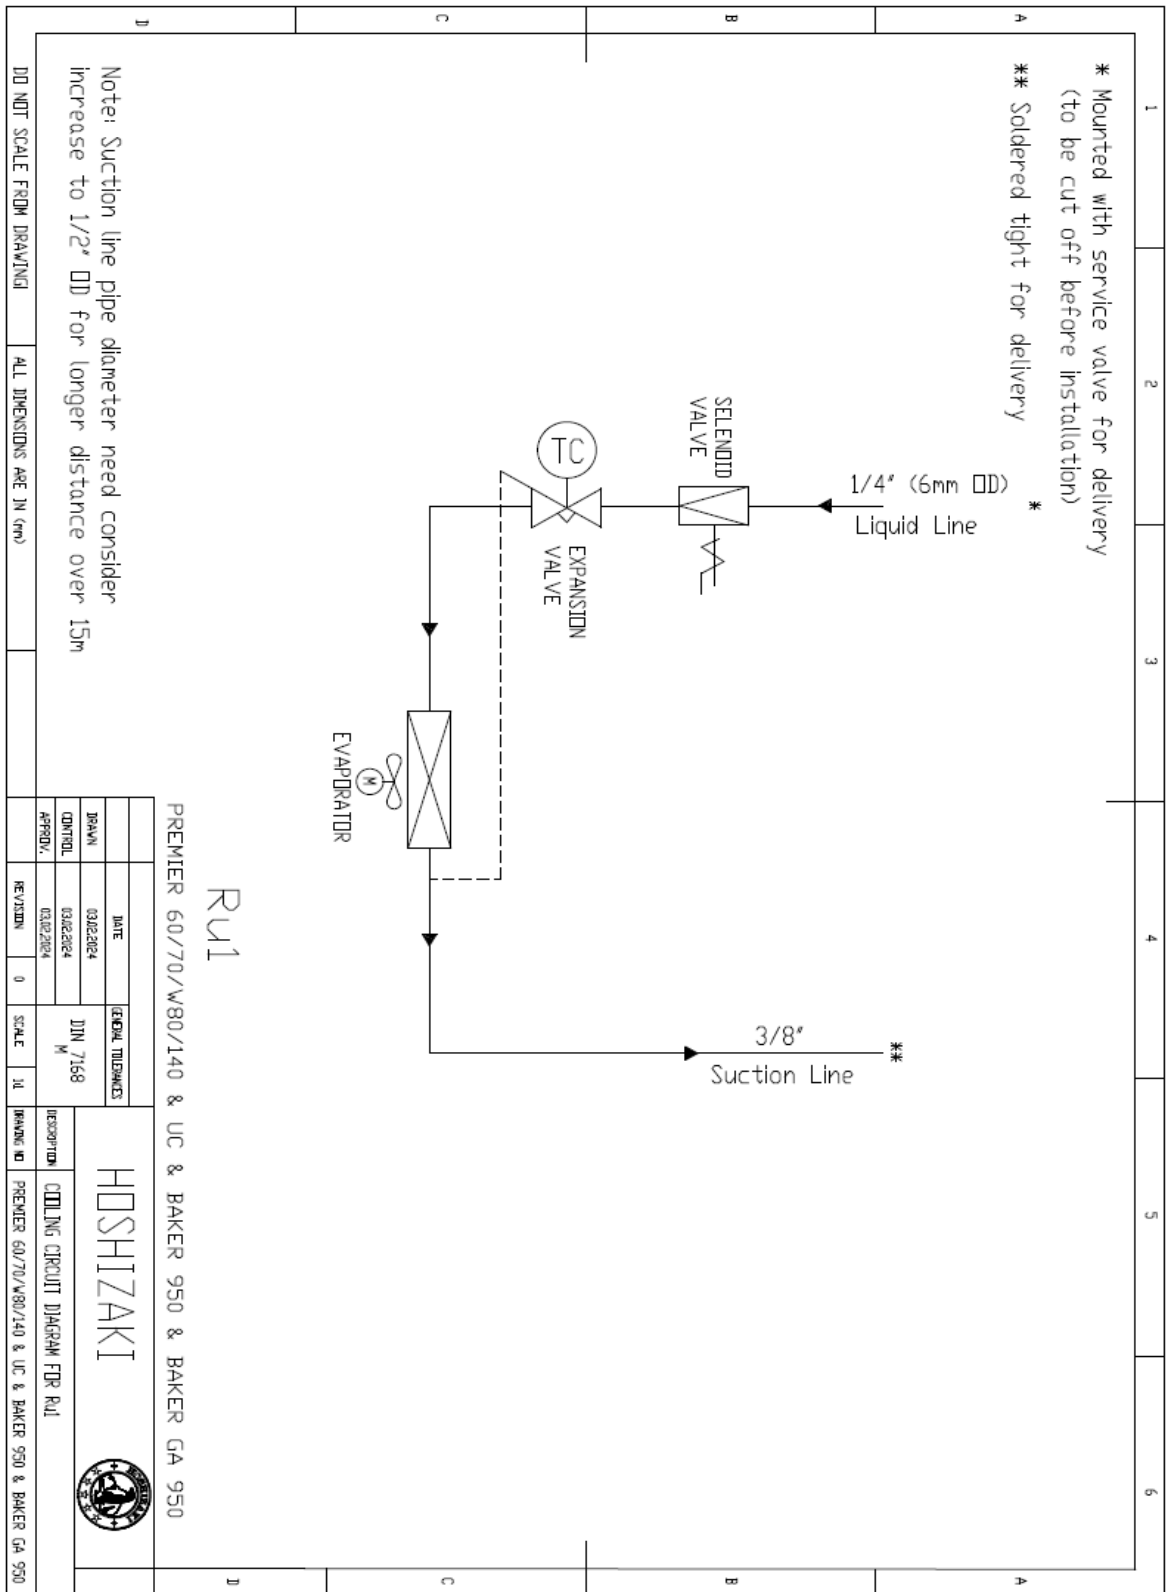 1
2
3
4
5
6
A
B
C
D
A
B
C
D
* Mounted with service valve for delivery
(to be cut off before installation)
** Soldered tight for delivery
*
1/4" (6mm OD)
Liquid Line
**
3/8"
Suction Line
SELENOID
VALVE
TC
EXPANSION
VALVE
M
EVAPORATOR
Ru1
PREMIER 60/70/W80/140 & UC & BAKER 950 & BAKER GA 950
Note: Suction line pipe diameter need consider
increase to 1/2" OD for longer distance over 15m
DATE
GENERAL TOLERANCES
DRAWN
03.02.2024
CONTROL
03.02.2024
APPROV.
03.02.2024
DIN 7168
M
HOSHIZAKI
HOSHIZAKI
DESCRIPTION
COOLING CIRCUIT DIAGRAM FOR Ru1
DO NOT SCALE FROM DRAWING!
ALL DIMENSIONS ARE IN (mm)
REVISION
0
SCALE
1:1
DRAWING NO
PREMIER 60/70/W80/140 & UC & BAKER 950 & BAKER GA 950